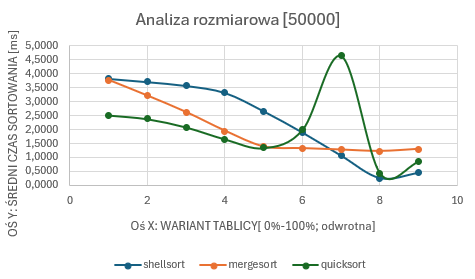 Analiza rozmiarowa [50000]
OŚ Y: ŚREDNI CZAS SORTOWANIA [ms]
5,0000
4,5000
4,0000
3,5000
3,0000
2,5000
2,0000
1,5000
1,0000
0,5000
0,0000
0 2 4 6 8 10
Oś X: WARIANT TABLICY[ 0%-100%; odwrotna]
shellsort mergesort quicksort